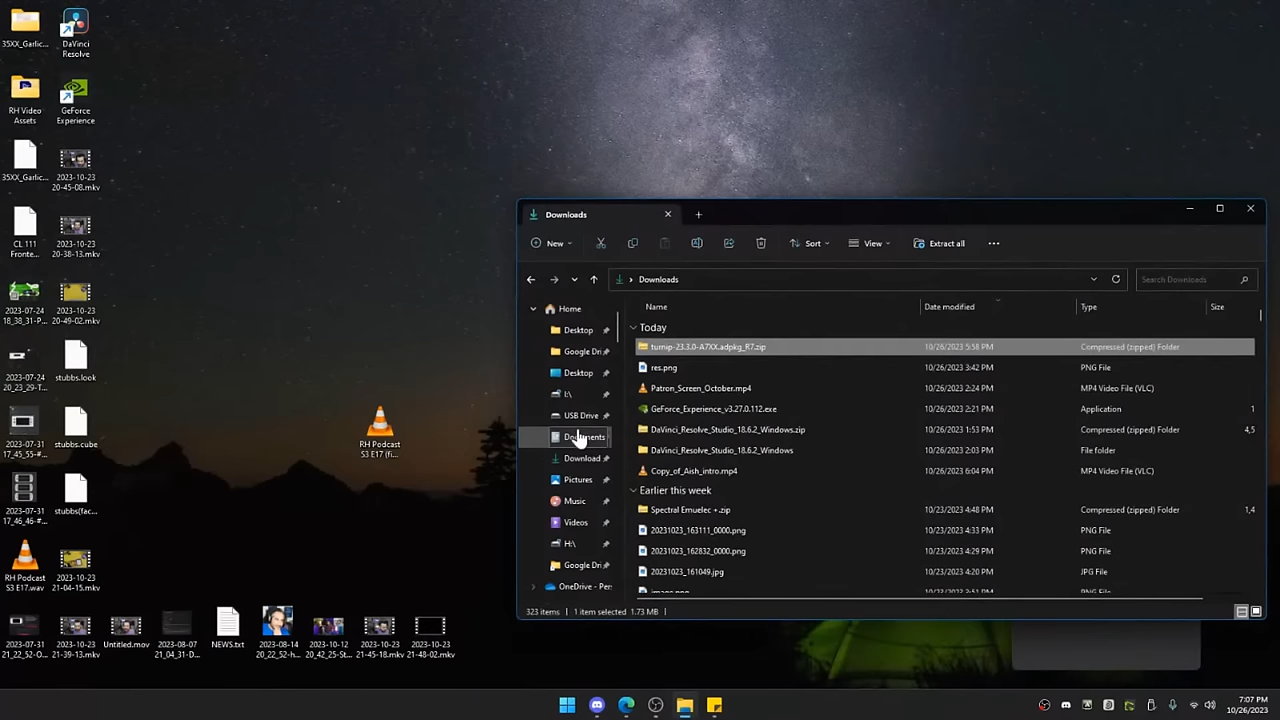 35XX_Garlic...
DaVinci
Resolve
RH Video
Assets
GeForce
Experience
35XX_Garlic...
2023-10-23
20-45-08.mkv
CL 111
Fronte...
2023-10-23
20-38-13.mkv
2023-07-24
18_38_31-P...
2023-10-23
20-49-02.mkv
2023-07-24
20_23_29-T...
stubbs.look
2023-07-31
17_45_55-#...
stubbs.cube
2023-07-31
17_46_46-#...
stubbs(fac...
RH Podcast
S3 E17.wav
2023-10-23
21-04-15.mkv
RH Podcast
S3 E17 (fi...
2023-07-31
21_22_52-O...
2023-10-23
21-39-13.mkv
Untitled.mov
2023-08-07
21_04_31-D...
NEWS.txt
2023-08-14
20_22_52-h...
2023-10-12
20_42_25-St...
2023-10-23
21-45-18.mkv
2023-10-23
21-48-02.mkv
Downloads
New
Sort
View
Extract all
Downloads
Search Downloads
Home
Desktop
Google Dri
Desktop
I:\
USB Drive
Documents
Download
Pictures
Music
Videos
H:\
Google Dri
OneDrive - Per
Name
Date modified
Type
Size
Today
turnip-23.3.0-A7XX.adpkg_R7.zip 10/26/2023 5:58 PM Compressed (zipped) Folder
res.png 10/26/2023 3:42 PM PNG File
Patron_Screen_October.mp4 10/26/2023 2:24 PM MP4 Video File (VLC)
GeForce_Experience_v3.27.0.112.exe 10/26/2023 2:21 PM Application 1
DaVinci_Resolve_Studio_18.6.2_Windows.zip 10/26/2023 1:53 PM Compressed (zipped) Folder 4,5
DaVinci_Resolve_Studio_18.6.2_Windows 10/26/2023 2:03 PM File folder
Copy_of_Aish_intro.mp4 10/26/2023 6:04 PM MP4 Video File (VLC)
Earlier this week
Spectral Emuelec +.zip 10/23/2023 4:48 PM Compressed (zipped) Folder 1,4
20231023_163111_0000.png 10/23/2023 4:33 PM PNG File
20231023_162832_0000.png 10/23/2023 4:29 PM PNG File
20231023_161049.jpg 10/23/2023 4:20 PM JPG File
image.png 10/23/2023 3:51 PM PNG File
323 items
1 item selected 1.73 MB
7:07 PM
10/26/2023